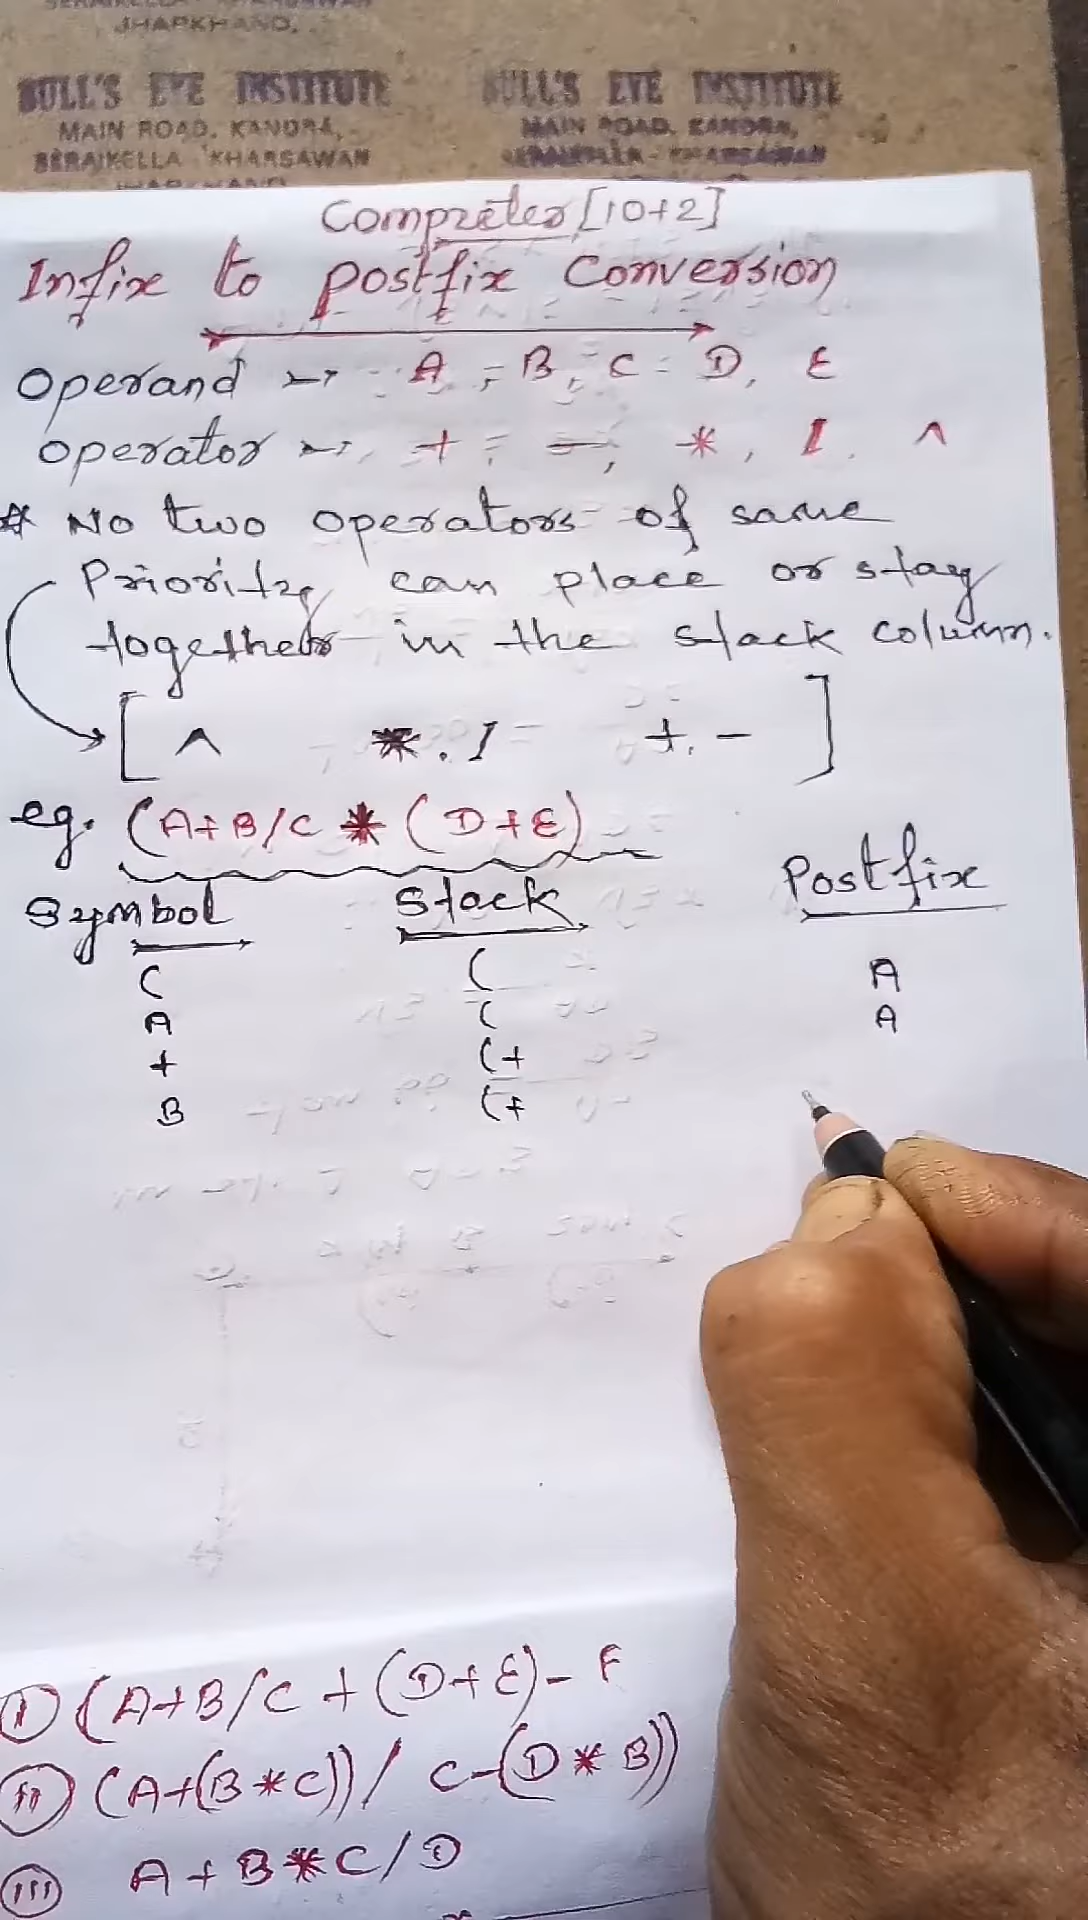 JHARKHAND.
BULL'S EYE INSTITUTE BULL'S EYE INSTITUTE
MAIN ROAD, KANDRA, MAIN ROAD, KANDRA,
SERAIKELLA KHARSAWAN SERAIKELLA - KHARSAWAN
Computer [10+2]
Infix to postfix Conversion
Operand → A, B, C, D, E
Operator → +, -, *, /, ^
* No two operators of same
Priority can place or stay
together in the stack column.
[ ^ *, / +, - ]
eg. (A+B/C * (D+E)
Symbol Stack Postfix
( ( A
A ( A
+ (+
B (+
(I) (A+B/C + (D+E) - F
(II) (A+(B*C))/ C-(D*B))
(III) A+B*C/D